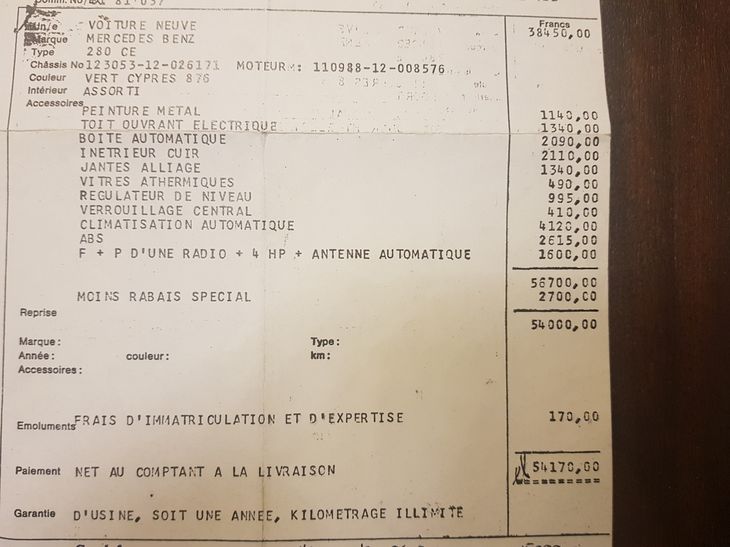 Comm. No/
Un/e VOITURE NEUVE Francs
Marque MERCEDES BENZ 38450,00
Type 280 CE
Châssis No 123053-12-026171 MOTEUR : 110988-12-008576
Couleur VERT CYPRES 876
Intérieur ASSORTI
Accessoires
PEINTURE METAL 1140,00
TOIT OUVRANT ELECTRIQUE 1340,00
BOITE AUTOMATIQUE 2090,00
INETRIEUR CUIR 2110,00
JANTES ALLIAGE 1340,00
VITRES ATHERMIQUES 490,00
REGULATEUR DE NIVEAU 995,00
VERROUILLAGE CENTRAL 410,00
CLIMATISATION AUTOMATIQUE 4120,00
ABS 2615,00
F + P D'UNE RADIO + 4 HP + ANTENNE AUTOMATIQUE 1600,00
56700,00
MOINS RABAIS SPECIAL 2700,00
Reprise
54000,00
Marque: Type:
Année: couleur: km:
Accessoires:
Emoluments FRAIS D'IMMATRICULATION ET D'EXPERTISE 170,00
Paiement NET AU COMPTANT A LA LIVRAISON 54170,00
Garantie D'USINE, SOIT UNE ANNEE, KILOMETRAGE ILLIMITE